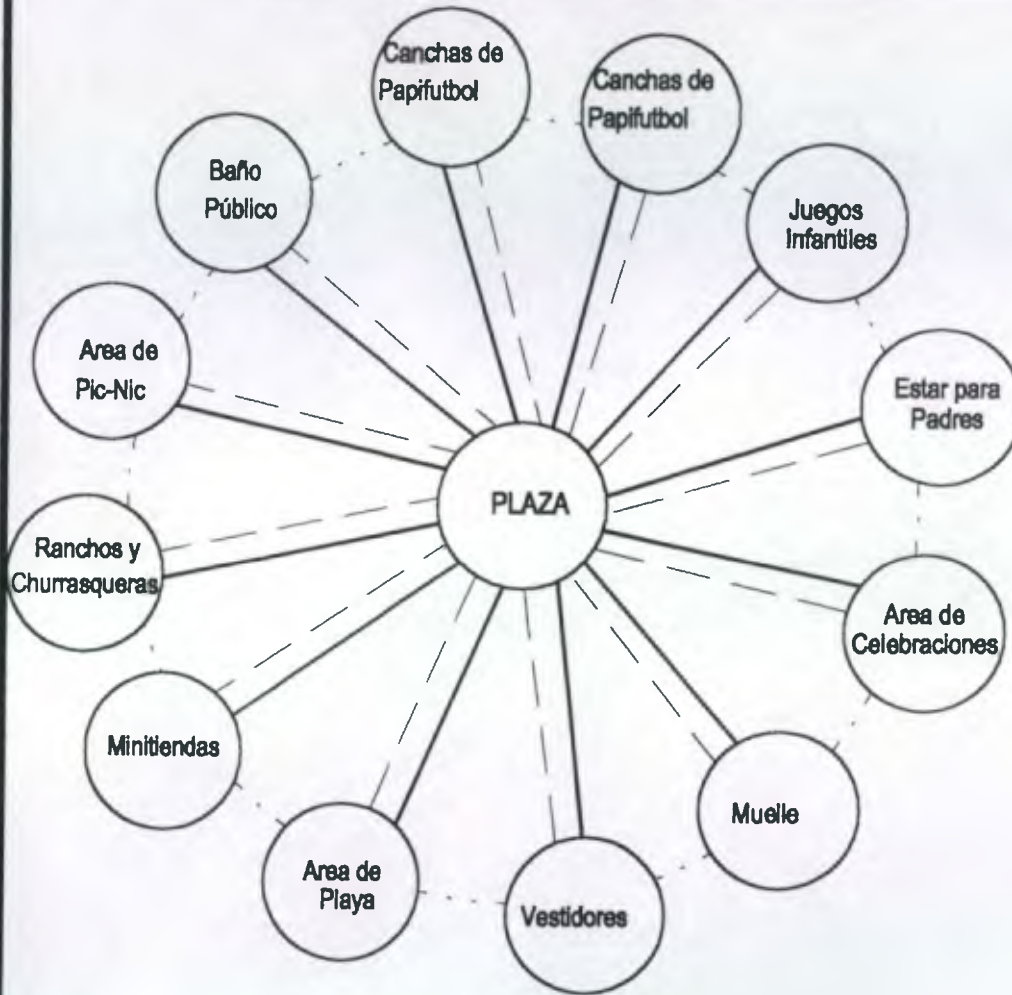 Canchas de
Papifutbol
Canchas de
Papifutbol
Baño
Público
Juegos
Infantiles
Area de
Pic-Nic
Estar para
Padres
PLAZA
Ranchos y
Churrasqueras
Area de
Celebraciones
Minitiendas
Muelle
Area de
Playa
Vestidores